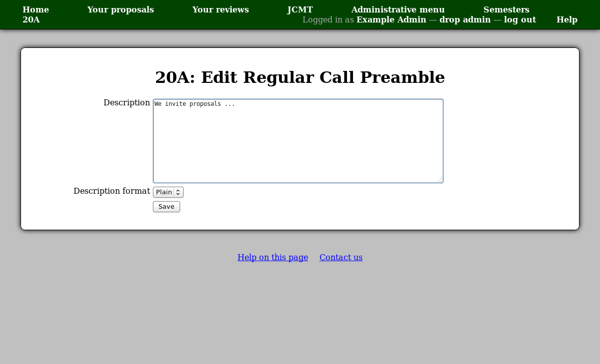 Home Your proposals Your reviews JCMT Administrative menu Semesters
20A Logged in as Example Admin — drop admin — log out Help
20A: Edit Regular Call Preamble
Description We invite proposals ...
Description format Plain
Save
Help on this page Contact us